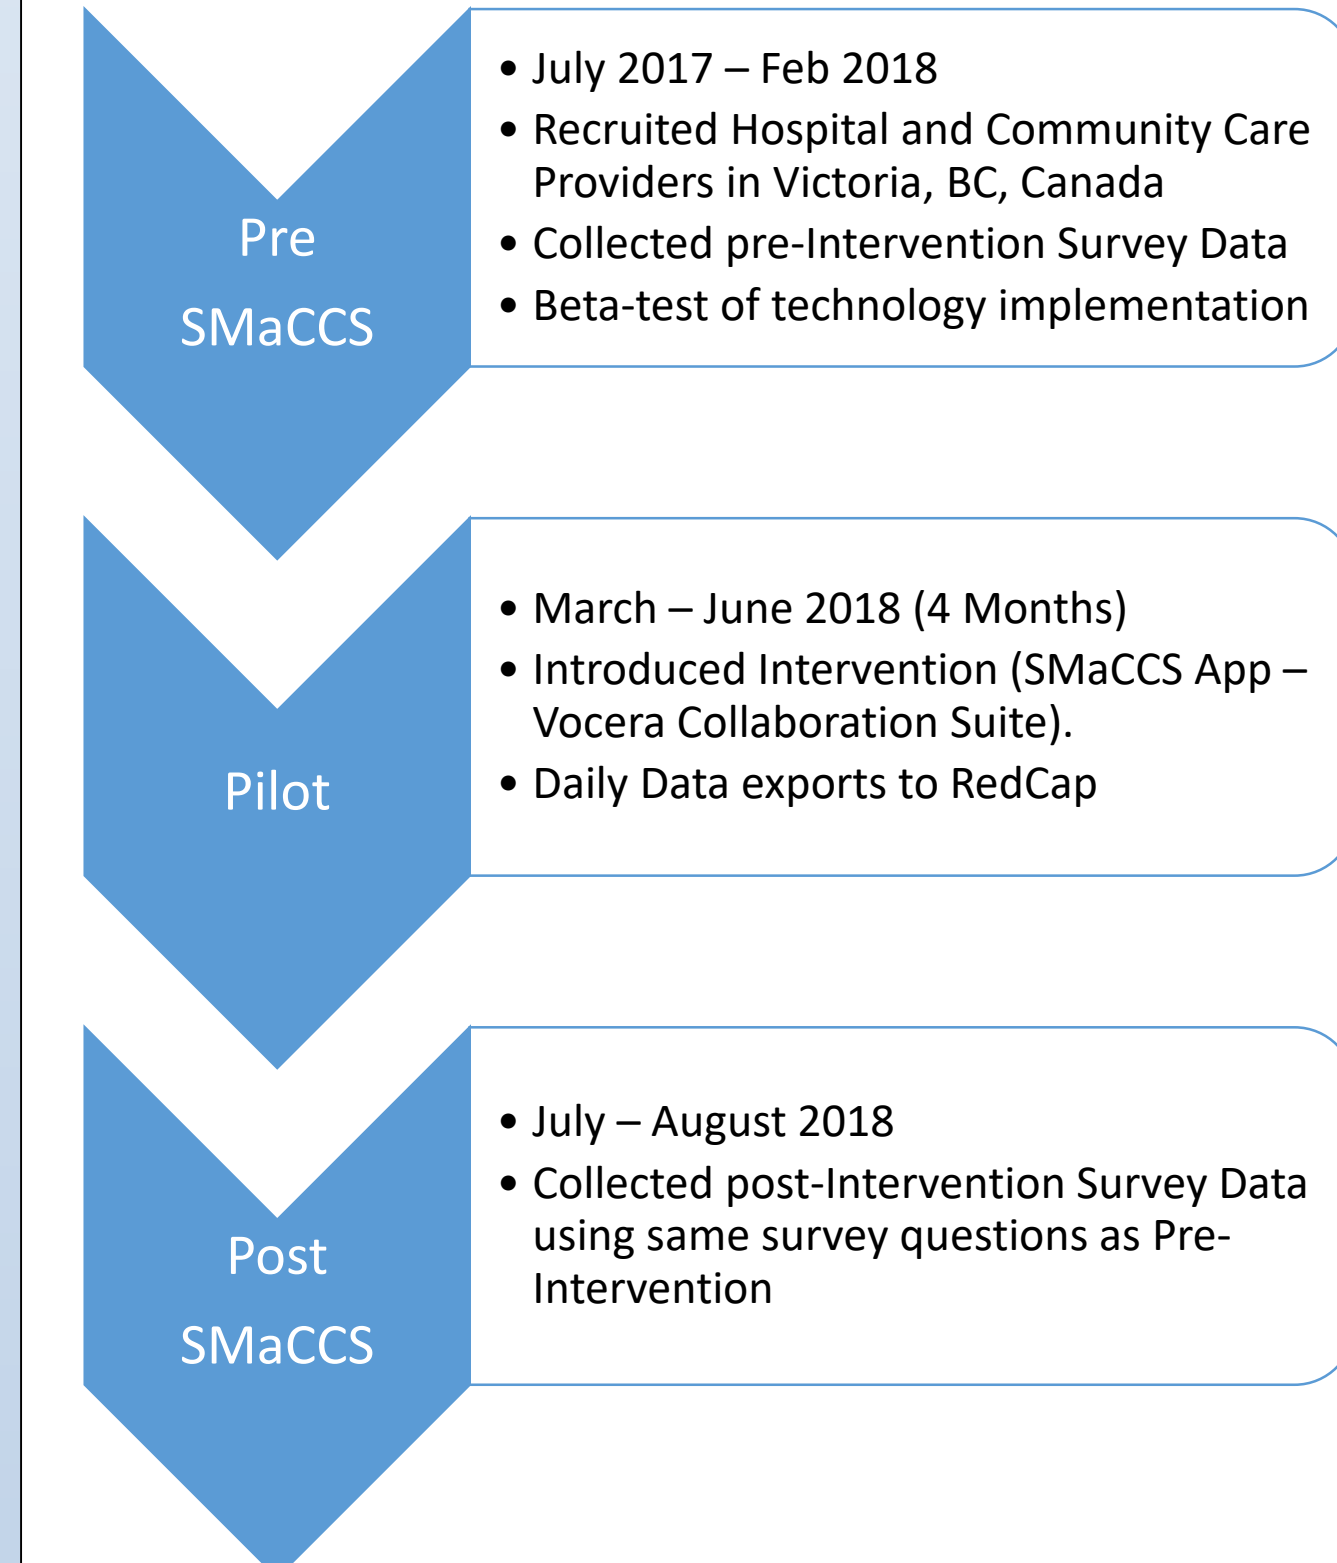 Pre
SMaCCS
• July 2017 – Feb 2018
• Recruited Hospital and Community Care
Providers in Victoria, BC, Canada
• Collected pre-Intervention Survey Data
• Beta-test of technology implementation
Pilot
• March – June 2018 (4 Months)
• Introduced Intervention (SMaCCS App –
Vocera Collaboration Suite).
• Daily Data exports to RedCap
Post
SMaCCS
• July – August 2018
• Collected post-Intervention Survey Data
using same survey questions as Pre-
Intervention